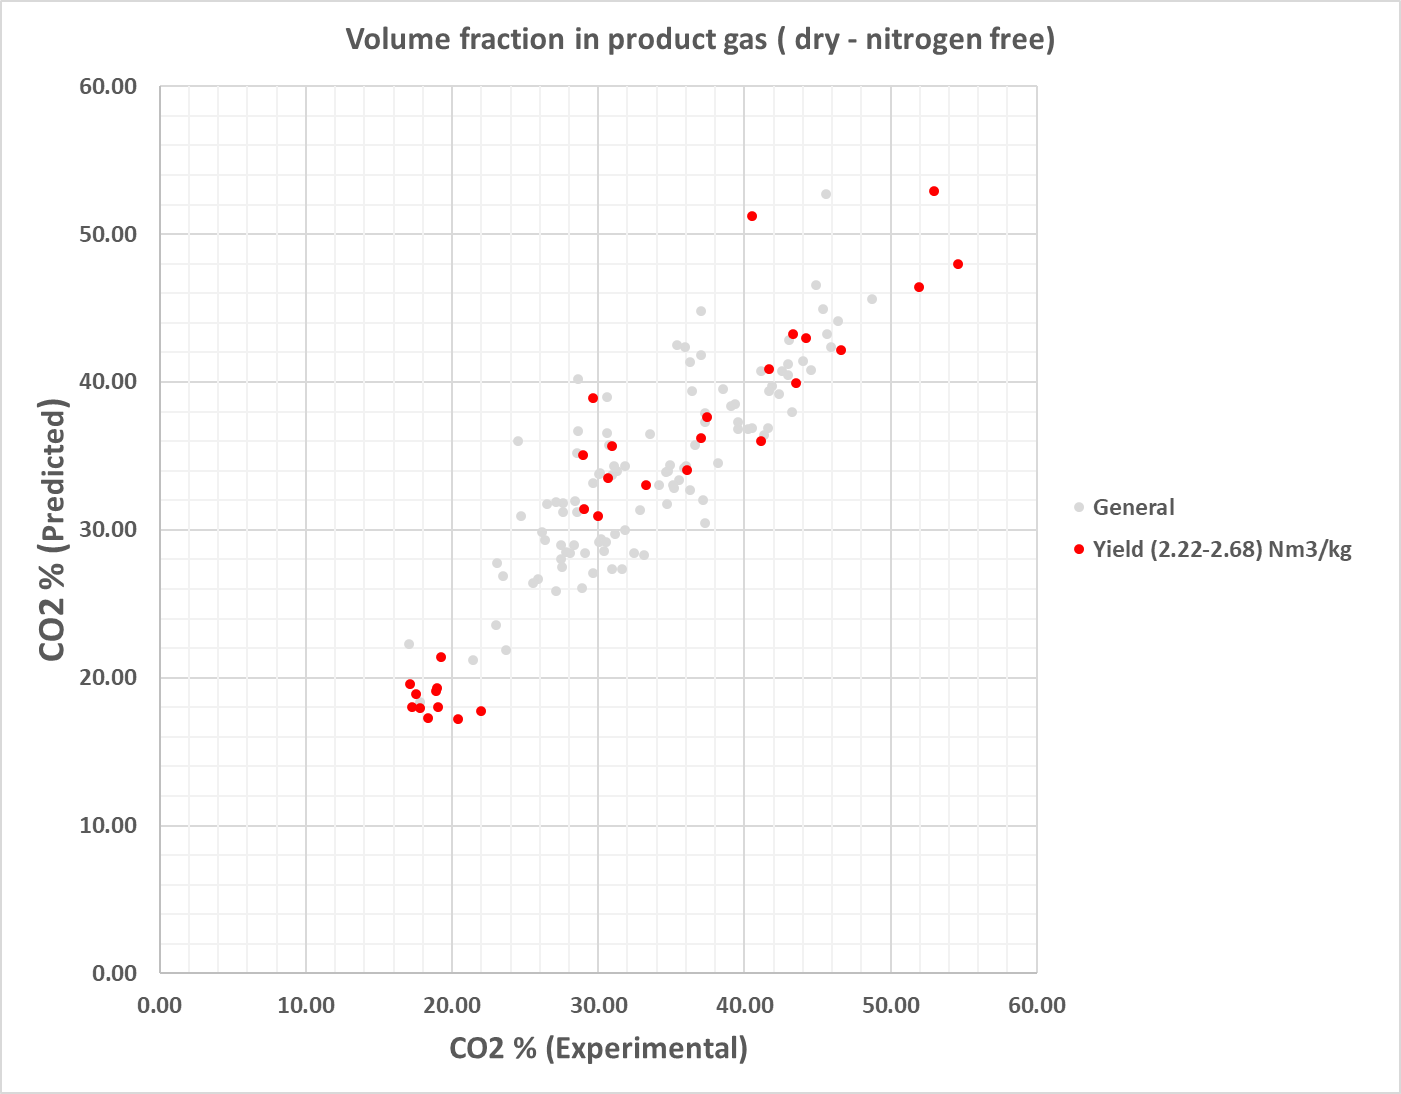 Volume fraction in product gas ( dry - nitrogen free)
60.00
50.00
40.00
30.00
20.00
10.00
0.00
CO2 % (Predicted)
0.00 10.00 20.00 30.00 40.00 50.00 60.00
CO2 % (Experimental)
General
Yield (2.22-2.68) Nm3/kg